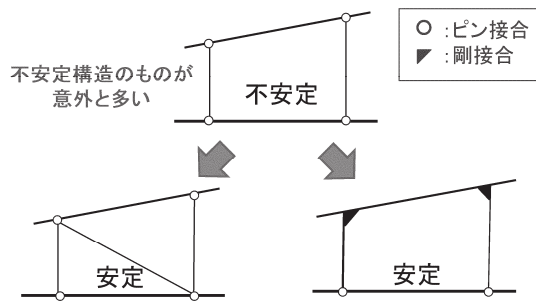 ○:ピン接合
◥:剛接合
不安定構造のものが
意外と多い
不安定
安定
安定